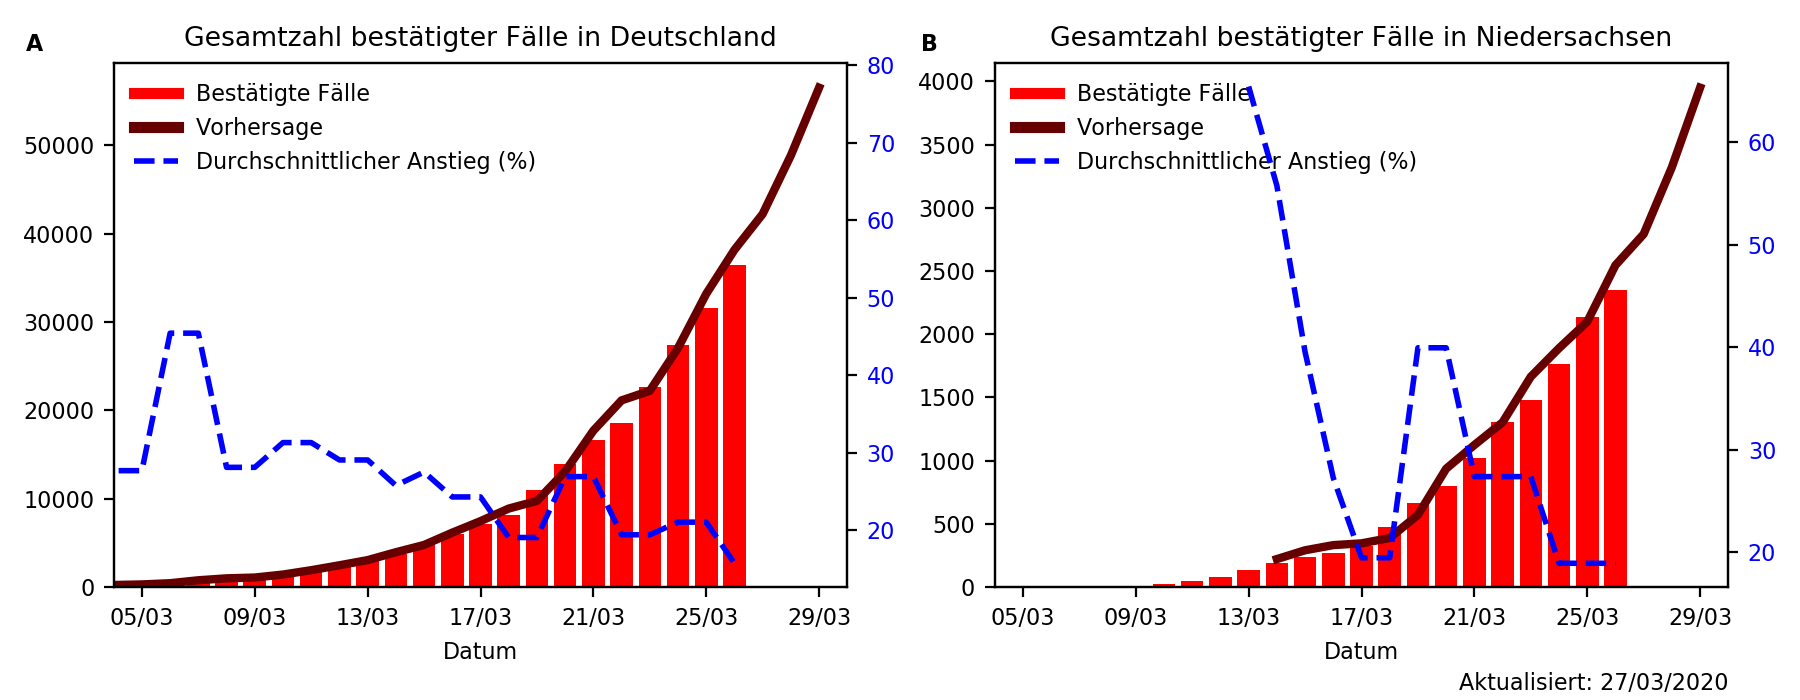 A
Gesamtzahl bestätigter Fälle in Deutschland
Bestätigte Fälle
Vorhersage
Durchschnittlicher Anstieg (%)
50000
40000
30000
20000
10000
0
80
70
60
50
40
30
20
05/03 09/03 13/03 17/03 21/03 25/03 29/03
Datum
B
Gesamtzahl bestätigter Fälle in Niedersachsen
Bestätigte Fälle
Vorhersage
Durchschnittlicher Anstieg (%)
4000
3500
3000
2500
2000
1500
1000
500
0
60
50
40
30
20
05/03 09/03 13/03 17/03 21/03 25/03 29/03
Datum
Aktualisiert: 27/03/2020